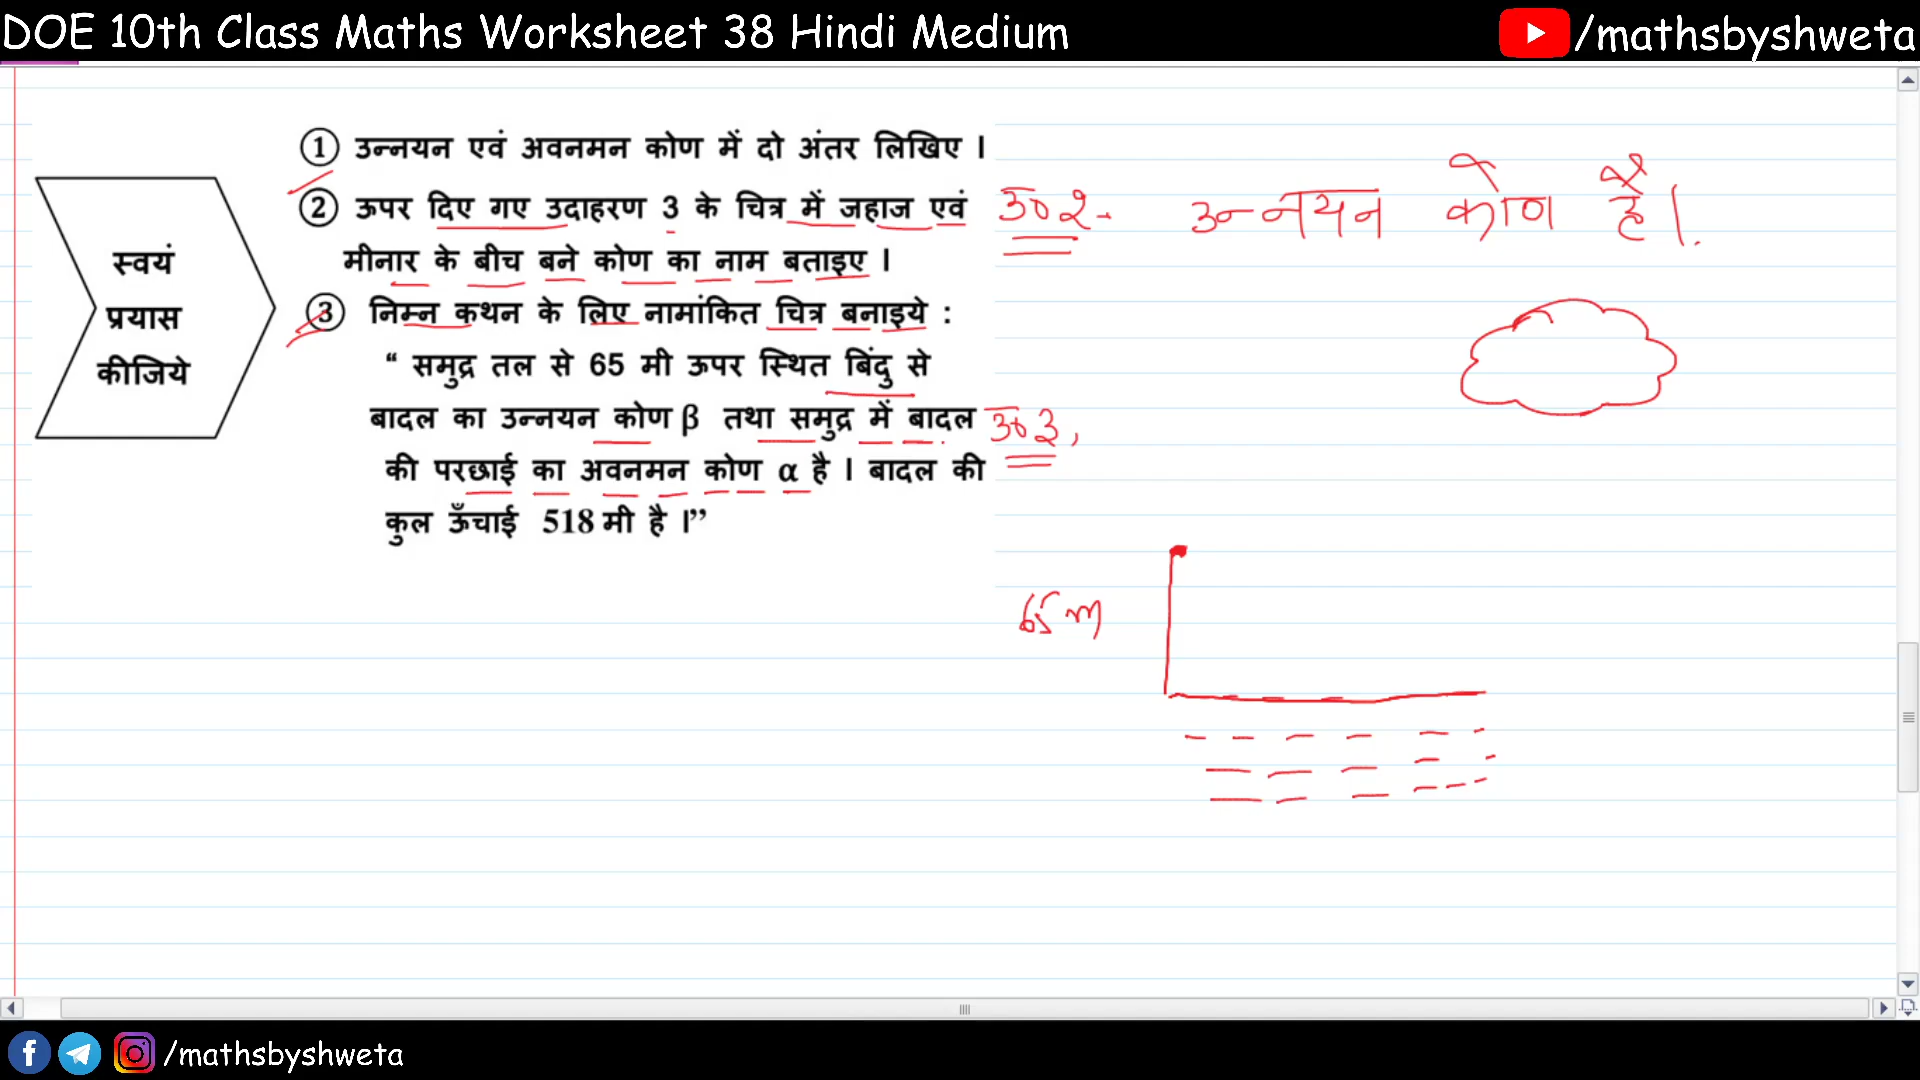 DOE 10th Class Maths Worksheet 38 Hindi Medium
/mathsbyshweta
स्वयं
प्रयास
कीजिये
① उन्नयन एवं अवनमन कोण में दो अंतर लिखिए ।
② ऊपर दिए गए उदाहरण 3 के चित्र में जहाज एवं
मीनार के बीच बने कोण का नाम बताइए ।
③ निम्न कथन के लिए नामांकित चित्र बनाइये :
“ समुद्र तल से 65 मी ऊपर स्थित बिंदु से
बादल का उन्नयन कोण β तथा समुद्र में बादल
की परछाई का अवनमन कोण α है । बादल की
कुल ऊँचाई 518 मी है ।”
उ० २. उन्नयन कोण है।
उ० ३,
65 m
/mathsbyshweta